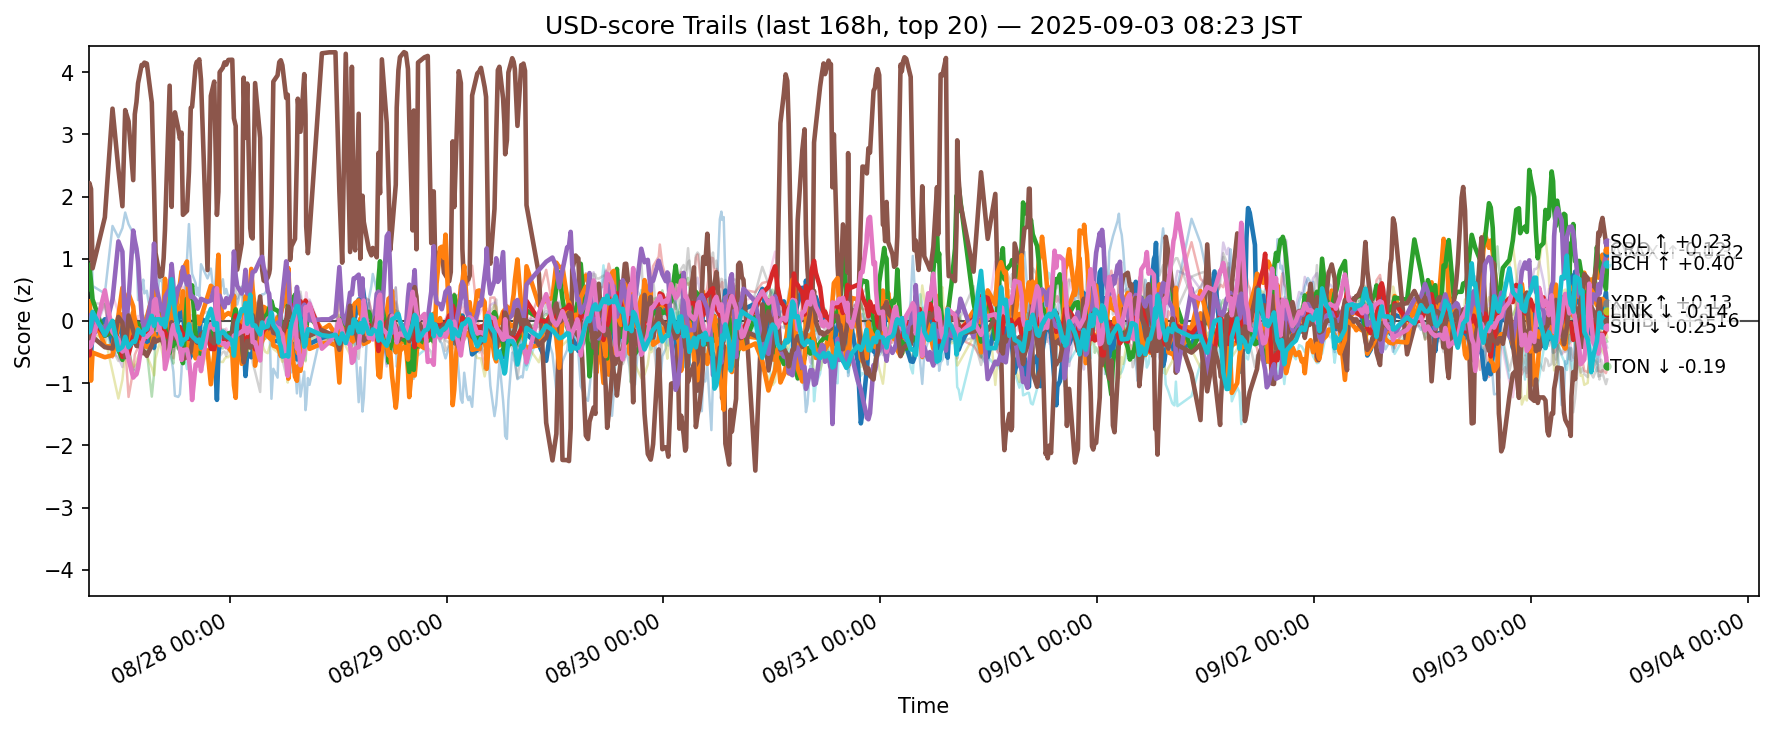 USD-score Trails (last 168h, top 20) — 2025-09-03 08:23 JST
Score (z)
4
3
2
1
0
−1
−2
−3
−4
SOL ↑ +0.23
BCH ↑ +0.40
XRP ↑ +0.13
LINK ↓ -0.14
SUI ↓ -0.25
TON ↓ -0.19
08/28 00:00
08/29 00:00
08/30 00:00
08/31 00:00
09/01 00:00
09/02 00:00
09/03 00:00
09/04 00:00
Time